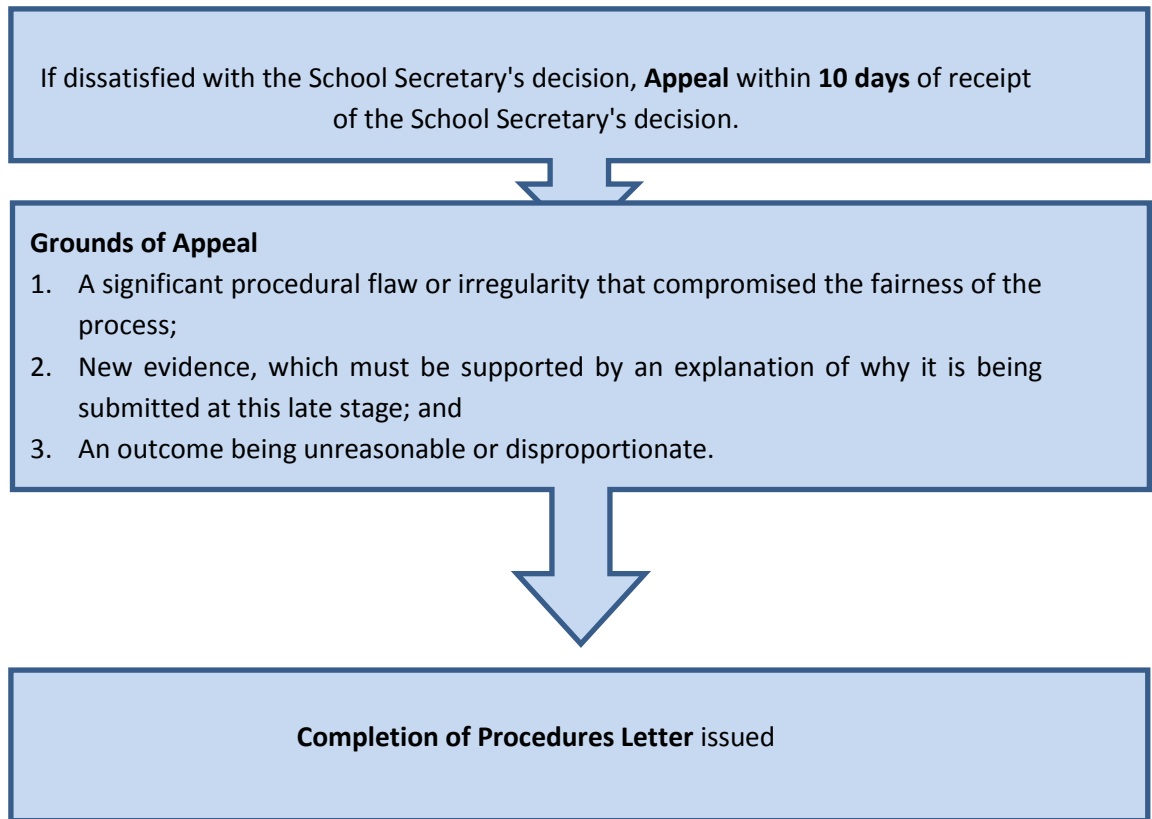 If dissatisfied with the School Secretary's decision, Appeal within 10 days of receipt
of the School Secretary's decision.
Grounds of Appeal
1. A significant procedural flaw or irregularity that compromised the fairness of the
process;
2. New evidence, which must be supported by an explanation of why it is being
submitted at this late stage; and
3. An outcome being unreasonable or disproportionate.
Completion of Procedures Letter issued